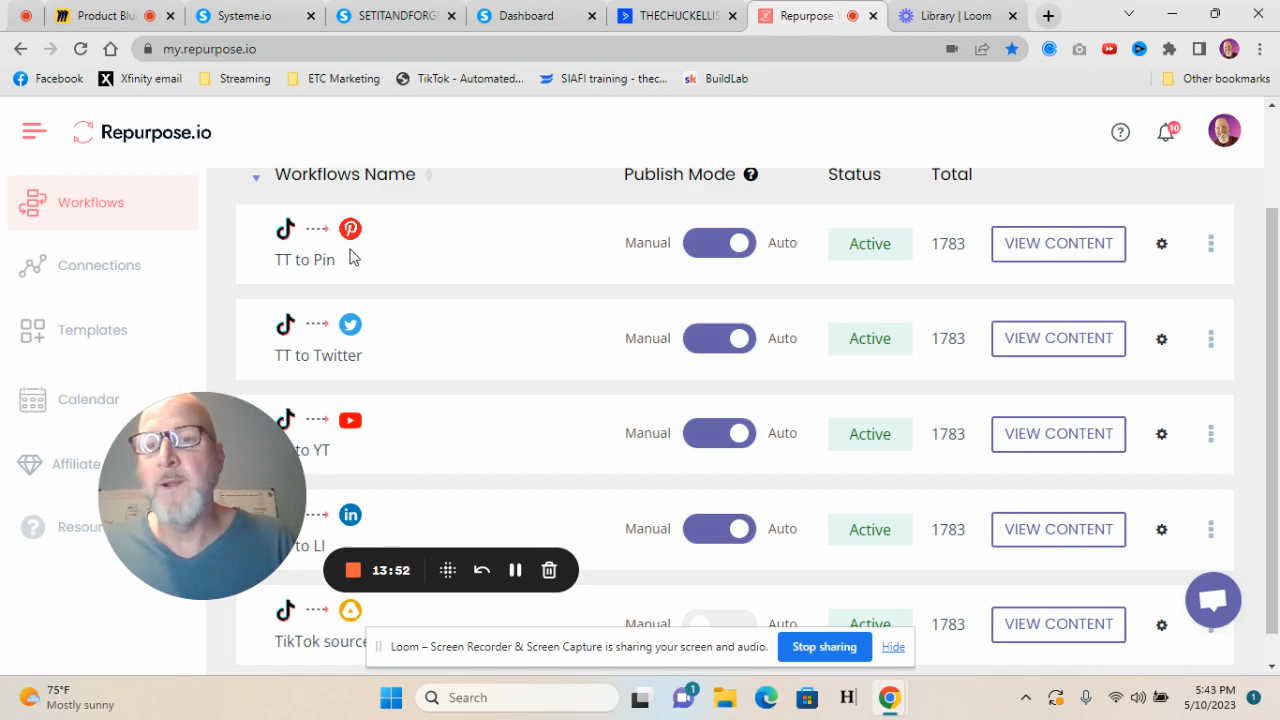 Product Blu
Systeme.io
SETITANDFORG
Dashboard
THECHUCKELLIS
Repurpose
Library | Loom
my.repurpose.io
Facebook
Xfinity email
Streaming
ETC Marketing
TikTok - Automated...
SIAFI training - thec...
sk BuildLab
Other bookmarks
Repurpose.io
10
Workflows
Connections
Templates
Calendar
Affiliate
Resour
Workflows Name Publish Mode Status Total
Manual Auto Active 1783 VIEW CONTENT
TT to Pin
Manual Auto Active 1783 VIEW CONTENT
TT to Twitter
Manual Auto Active 1783 VIEW CONTENT
to YT
Manual Auto Active 1783 VIEW CONTENT
to LI
13:52
Manual Auto Active 1783 VIEW CONTENT
TikTok source
Loom – Screen Recorder & Screen Capture is sharing your screen and audio. Stop sharing Hide
75°F
Mostly sunny
Search
1
H
5:43 PM
5/10/2023
1